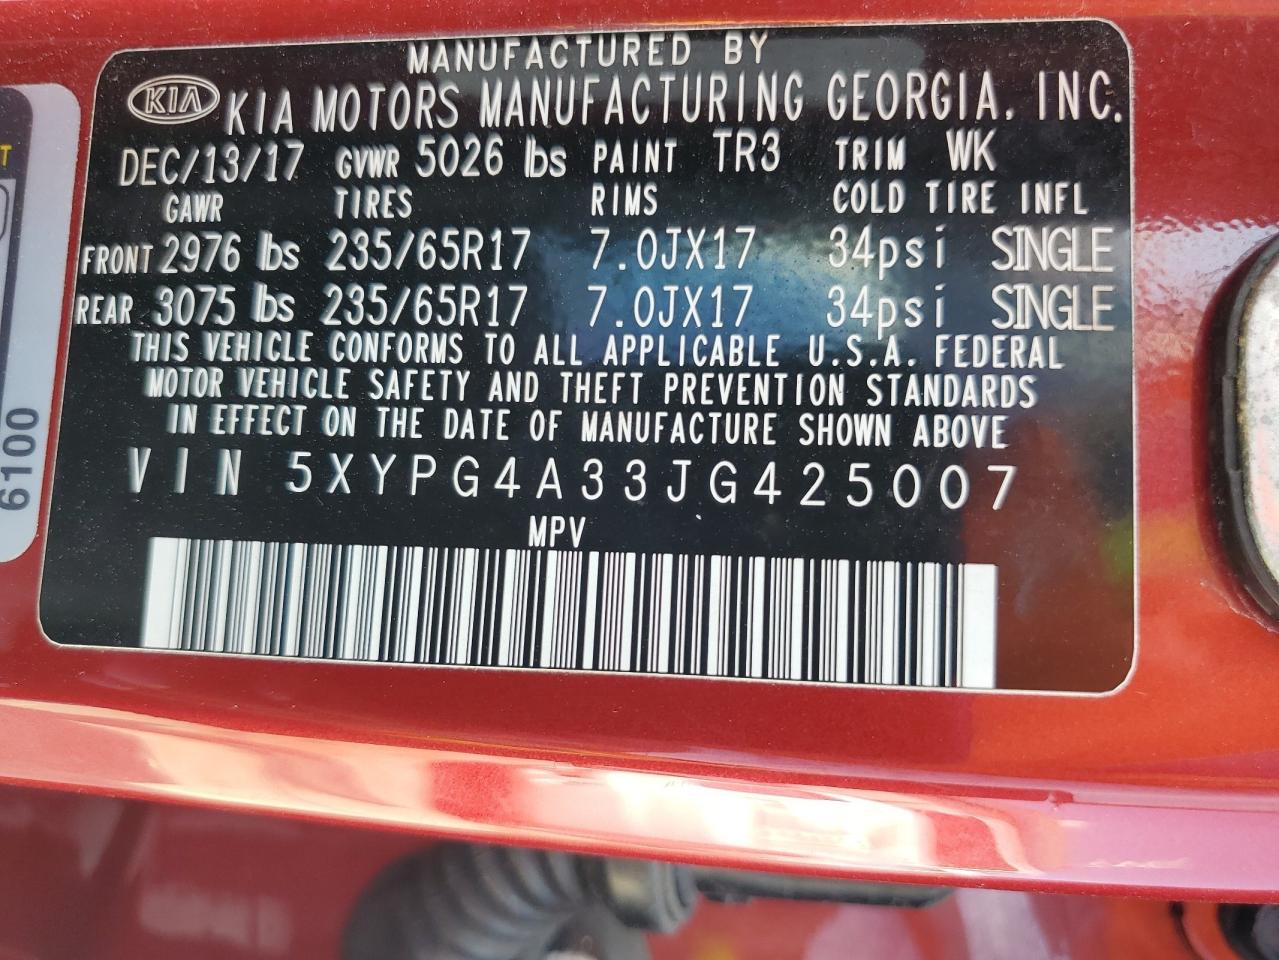 MANUFACTURED BY
KIA KIA MOTORS MANUFACTURING GEORGIA, INC.
DEC/13/17 GVWR 5026 lbs PAINT TR3 TRIM WK
GAWR TIRES RIMS COLD TIRE INFL
FRONT 2976 lbs 235/65R17 7.0JX17 34psi SINGLE
REAR 3075 lbs 235/65R17 7.0JX17 34psi SINGLE
THIS VEHICLE CONFORMS TO ALL APPLICABLE U.S.A. FEDERAL
MOTOR VEHICLE SAFETY AND THEFT PREVENTION STANDARDS
IN EFFECT ON THE DATE OF MANUFACTURE SHOWN ABOVE
VIN 5XYPG4A33JG425007
MPV
6100